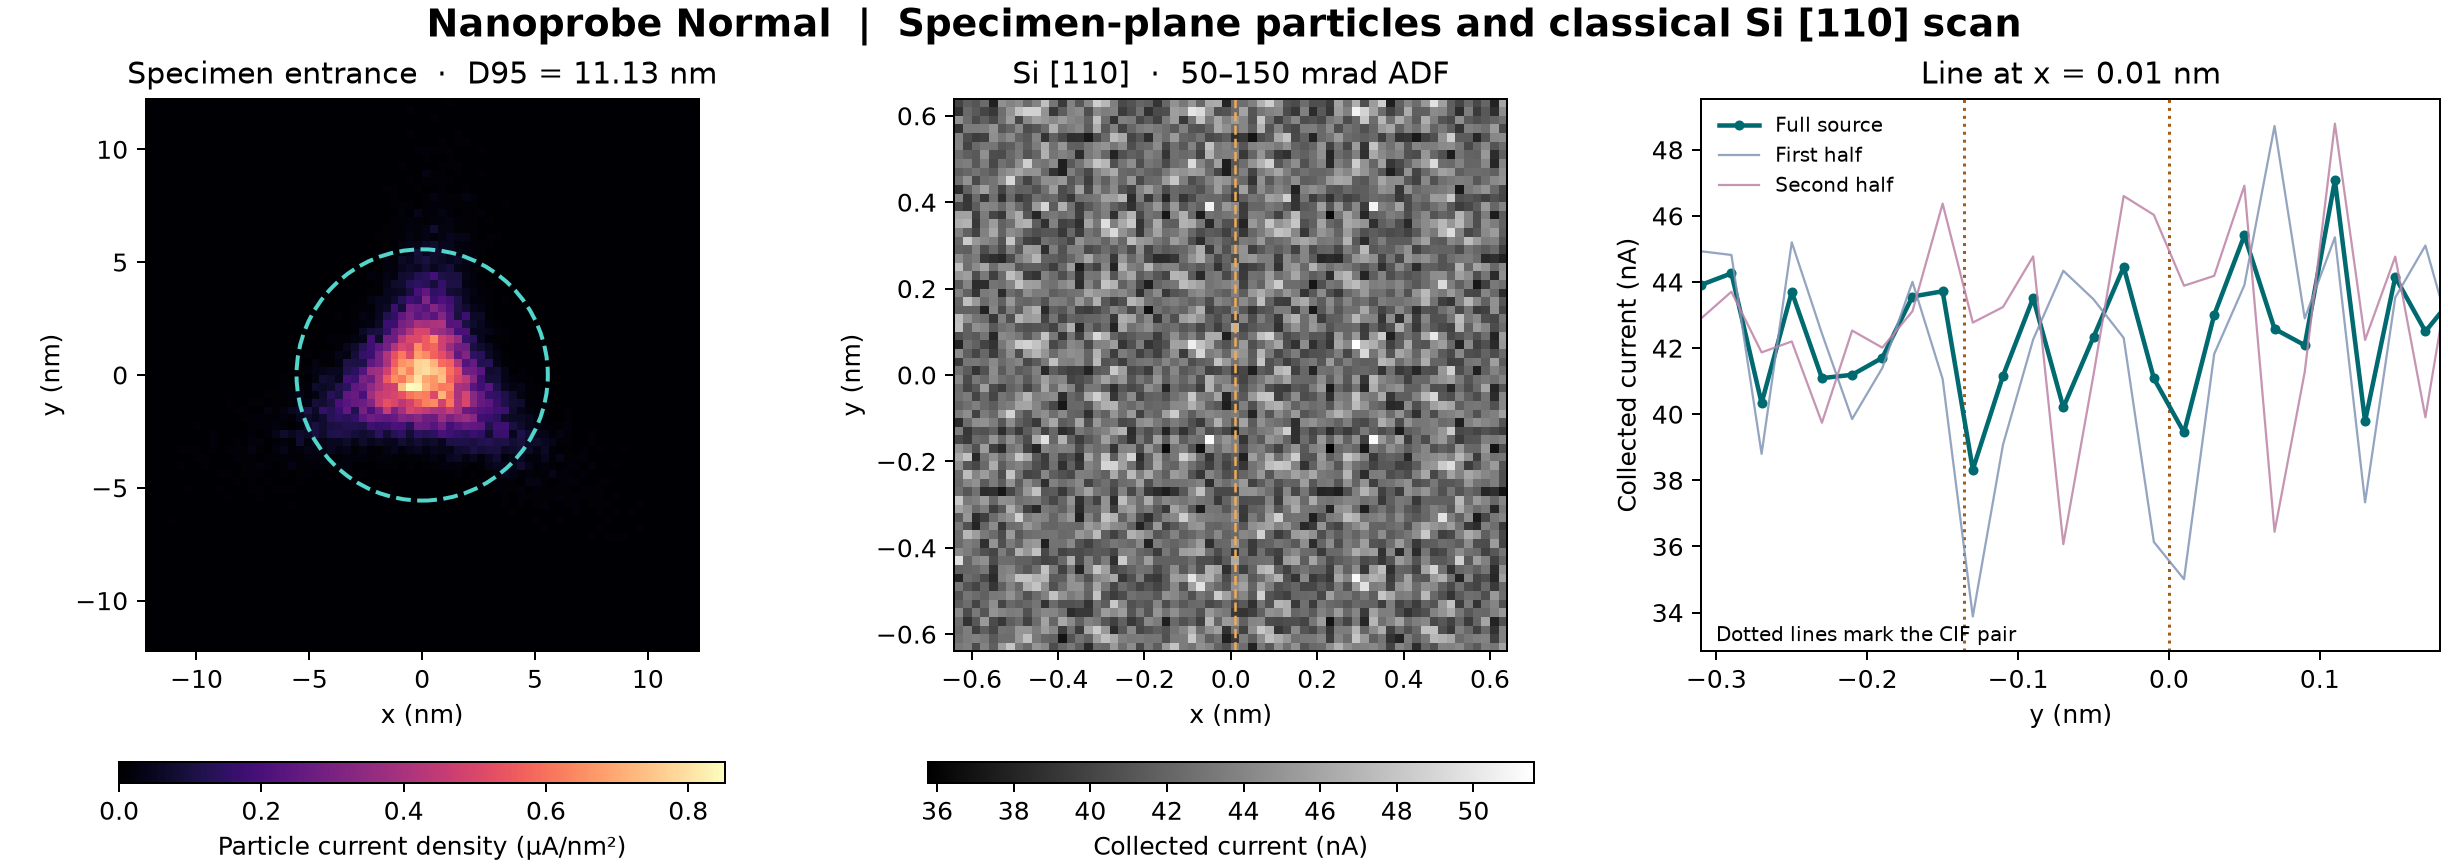 Nanoprobe Normal | Specimen-plane particles and classical Si [110] scan
Specimen entrance · D95 = 11.13 nm
10
5
0
−5
−10
y (nm)
−10 −5 0 5 10
x (nm)
0.0 0.2 0.4 0.6 0.8
Particle current density (μA/nm²)
Si [110] · 50–150 mrad ADF
0.6
0.4
0.2
0.0
−0.2
−0.4
−0.6
y (nm)
−0.6 −0.4 −0.2 0.0 0.2 0.4 0.6
x (nm)
36 38 40 42 44 46 48 50
Collected current (nA)
Line at x = 0.01 nm
Full source
First half
Second half
48
46
44
42
40
38
36
34
Collected current (nA)
Dotted lines mark the CIF pair
−0.3 −0.2 −0.1 0.0 0.1
y (nm)